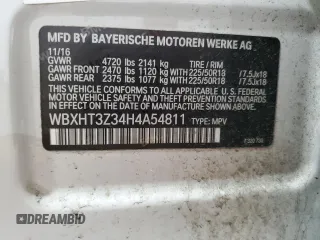 MFD BY BAYERISCHE MOTOREN WERKE AG
11/16
GVWR 4720 lbs 2141 kg TIRE / RIM
GAWR FRONT 2470 lbs 1120 kg WITH 225/50R18 / 7.5Jx18
GAWR REAR 2375 lbs 1077 kg WITH 225/50R18 / 7.5Jx18
THIS VEHICLE CONFORMS TO ALL APPLICABLE
FEDERAL MOTOR VEHICLE SAFETY, BUMPER, AND
THEFT PREVENTION STANDARDS IN EFFECT ON
THE DATE OF MANUFACTURE SHOWN ABOVE.
WBXHT3Z34H4A54811 TYPE: MPV
DREAMBID